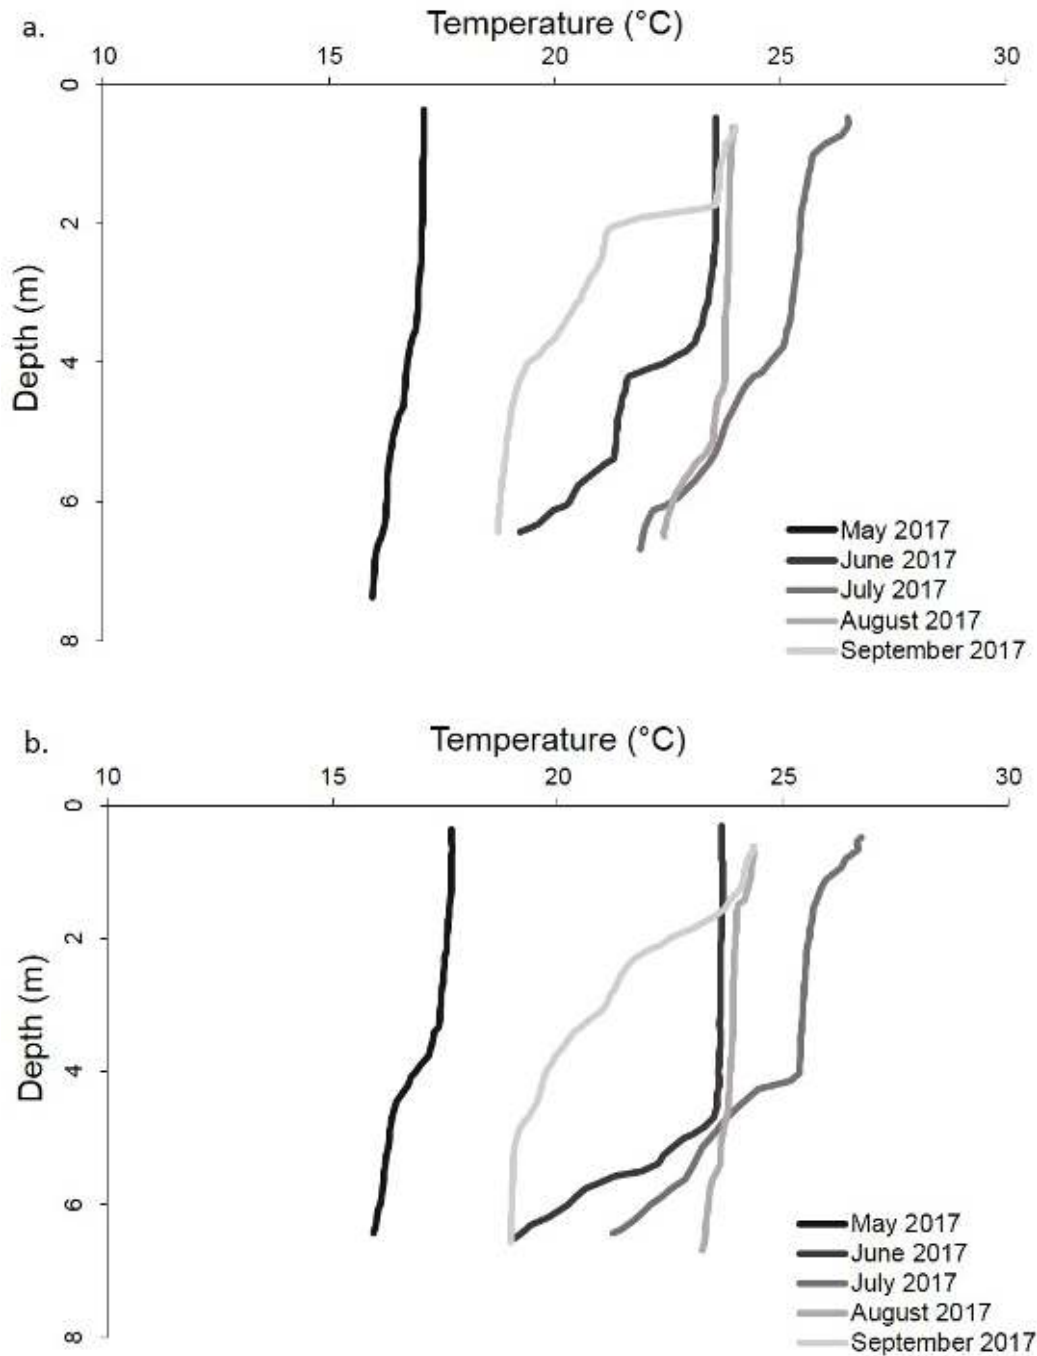 a.
Temperature (°C)
10 15 20 25 30
0
2
4
6
8
Depth (m)
May 2017
June 2017
July 2017
August 2017
September 2017
b.
Temperature (°C)
10 15 20 25 30
0
2
4
6
8
Depth (m)
May 2017
June 2017
July 2017
August 2017
September 2017